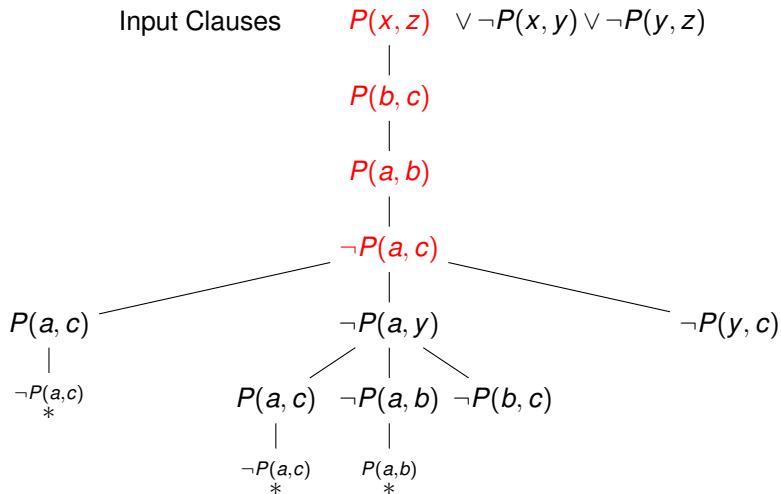 Input Clauses P(x, z) ∨ ¬P(x, y) ∨ ¬P(y, z)
P(b, c)
P(a, b)
¬P(a, c)
P(a, c) ¬P(a, y) ¬P(y, c)
¬P(a,c)
*
P(a, c) ¬P(a, b) ¬P(b, c)
¬P(a,c) P(a,b)
* *